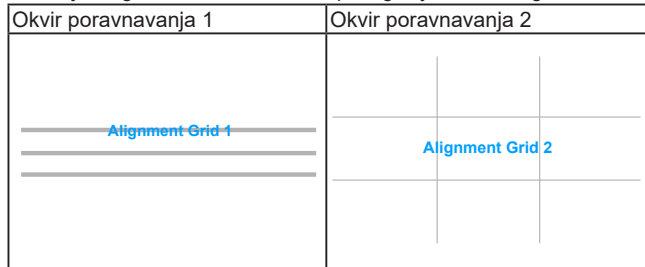 Okvir poravnavanja 1
Okvir poravnavanja 2
Alignment Grid 1
Alignment Grid 2